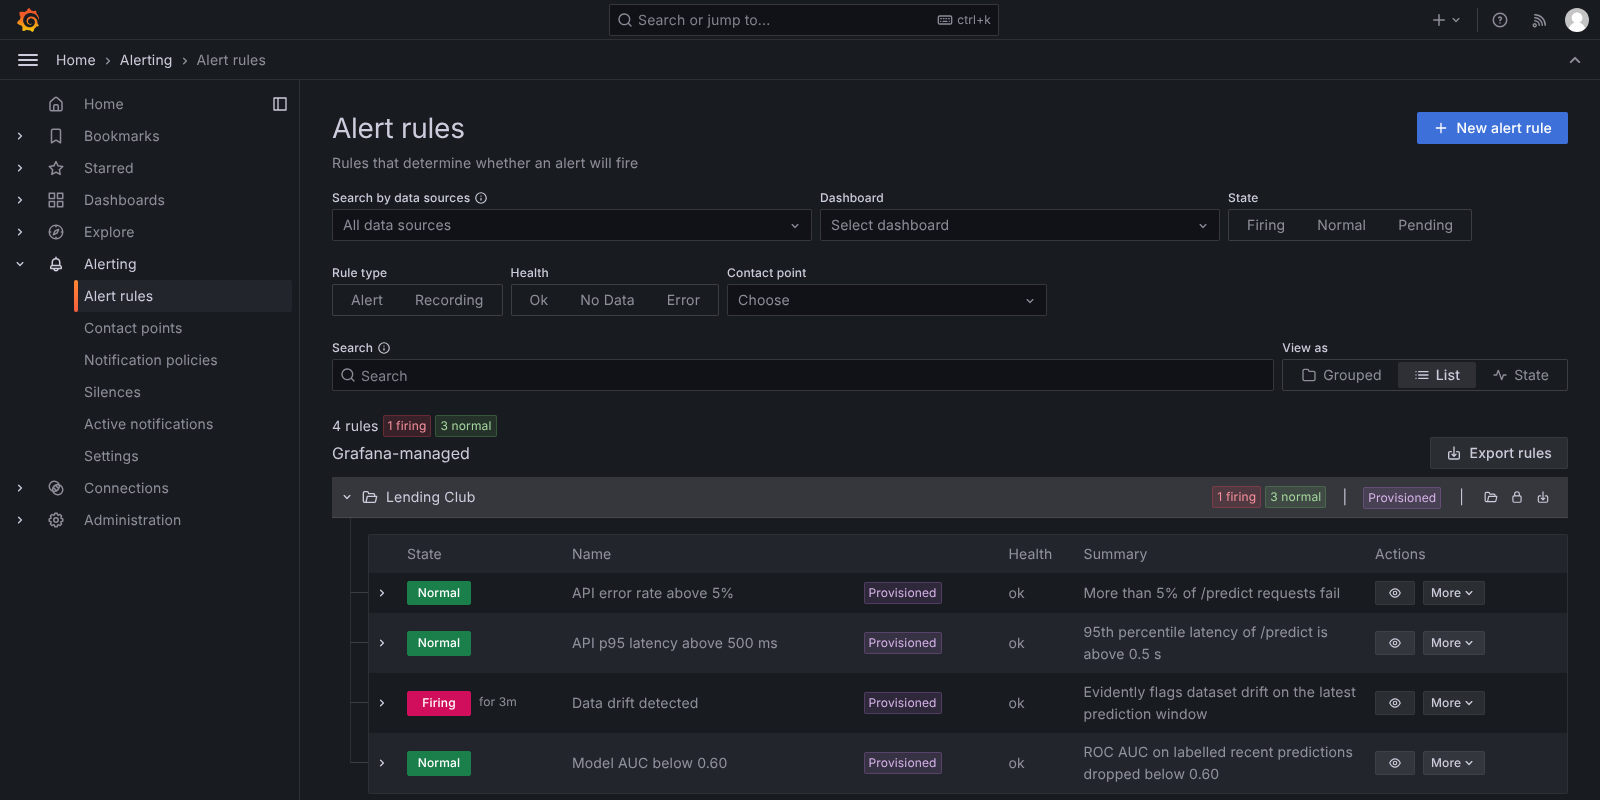 Search or jump to... ctrl+k
Home › Alerting › Alert rules
Home
Bookmarks
Starred
Dashboards
Explore
Alerting
Alert rules
Contact points
Notification policies
Silences
Active notifications
Settings
Connections
Administration
Alert rules
New alert rule
Rules that determine whether an alert will fire
Search by data sources Dashboard State
All data sources Select dashboard Firing Normal Pending
Rule type Health Contact point
Alert Recording Ok No Data Error Choose
Search View as
Search Grouped List State
4 rules 1 firing 3 normal
Grafana-managed Export rules
Lending Club 1 firing 3 normal | Provisioned |
State Name Health Summary Actions
Normal API error rate above 5% Provisioned ok More than 5% of /predict requests fail More
Normal API p95 latency above 500 ms Provisioned ok 95th percentile latency of /predict is More
above 0.5 s
Firing for 3m Data drift detected Provisioned ok Evidently flags dataset drift on the latest More
prediction window
Normal Model AUC below 0.60 Provisioned ok ROC AUC on labelled recent predictions More
dropped below 0.60